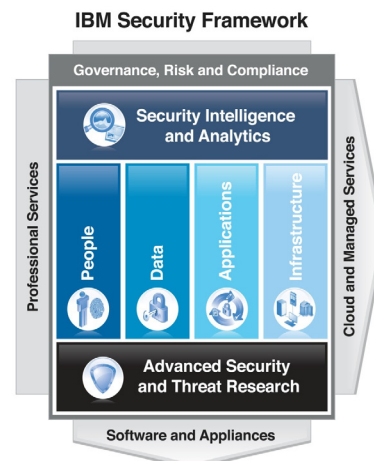 IBM Security Framework
Governance, Risk and Compliance
Security Intelligence
and Analytics
Professional Services
People
Data
Applications
Infrastructure
Cloud and Managed Services
Advanced Security
and Threat Research
Software and Appliances